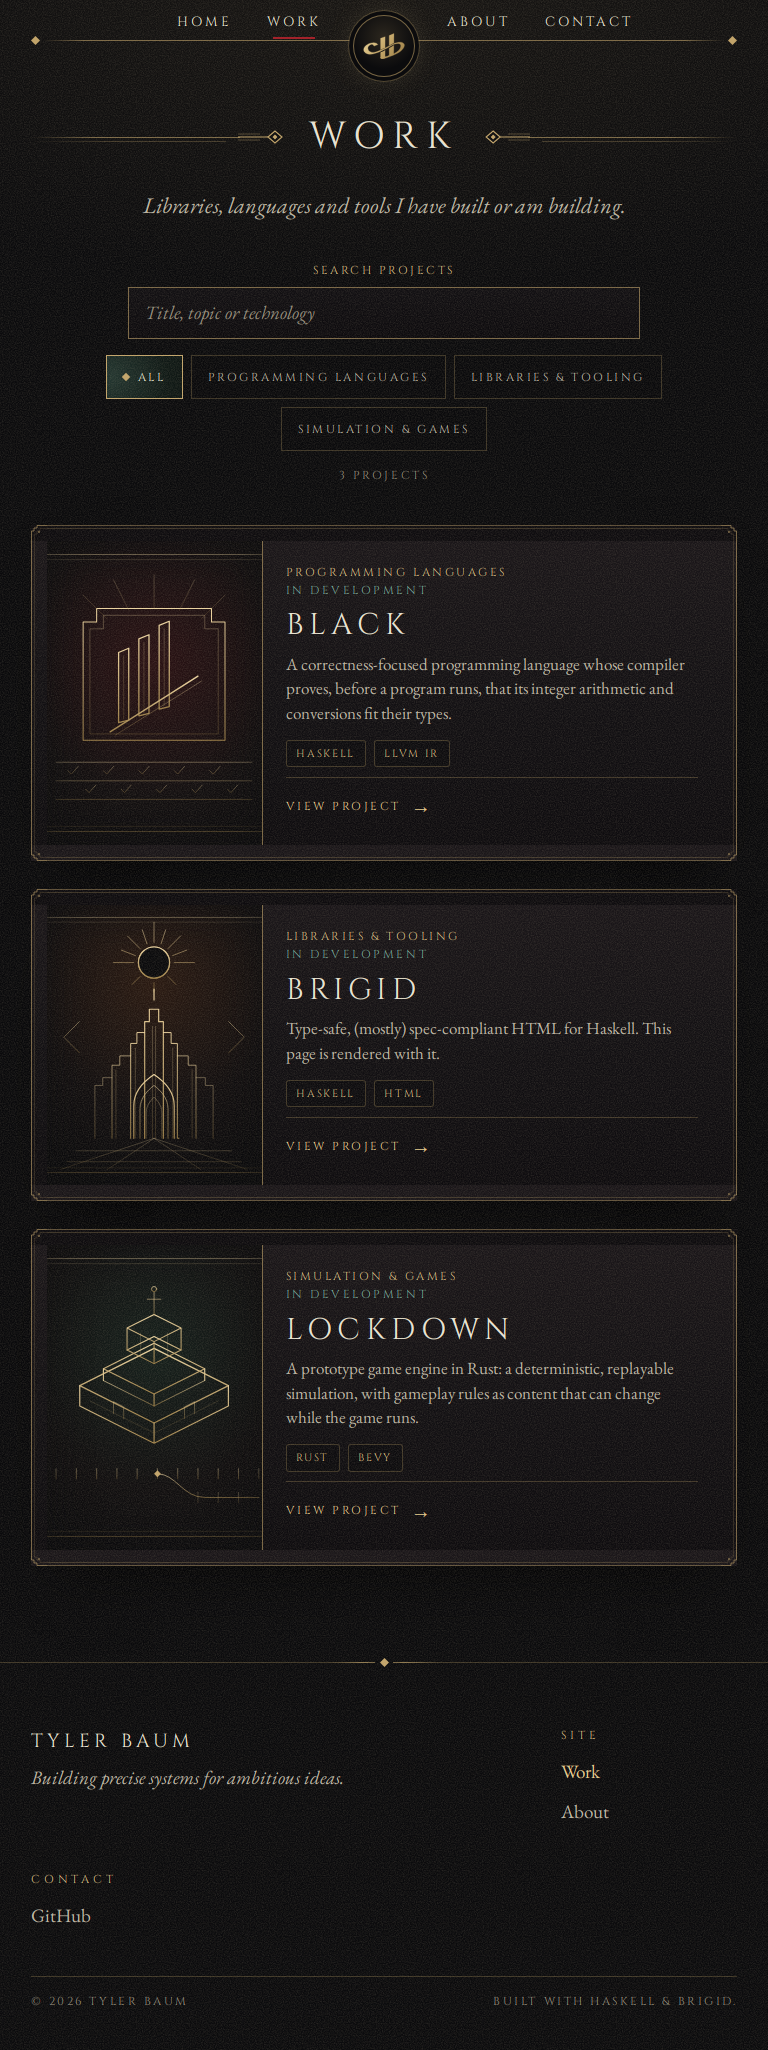 HOME WORK ABOUT CONTACT
WORK
Libraries, languages and tools I have built or am building.
SEARCH PROJECTS
Title, topic or technology
ALL PROGRAMMING LANGUAGES LIBRARIES & TOOLING
SIMULATION & GAMES
3 PROJECTS
PROGRAMMING LANGUAGES
IN DEVELOPMENT
BLACK
A correctness-focused programming language whose compiler
proves, before a program runs, that its integer arithmetic and
conversions fit their types.
HASKELL LLVM IR
VIEW PROJECT →
LIBRARIES & TOOLING
IN DEVELOPMENT
BRIGID
Type-safe, (mostly) spec-compliant HTML for Haskell. This
page is rendered with it.
HASKELL HTML
VIEW PROJECT →
SIMULATION & GAMES
IN DEVELOPMENT
LOCKDOWN
A prototype game engine in Rust: a deterministic, replayable
simulation, with gameplay rules as content that can change
while the game runs.
RUST BEVY
VIEW PROJECT →
TYLER BAUM
Building precise systems for ambitious ideas.
SITE
Work
About
CONTACT
GitHub
© 2026 TYLER BAUM
BUILT WITH HASKELL & BRIGID.